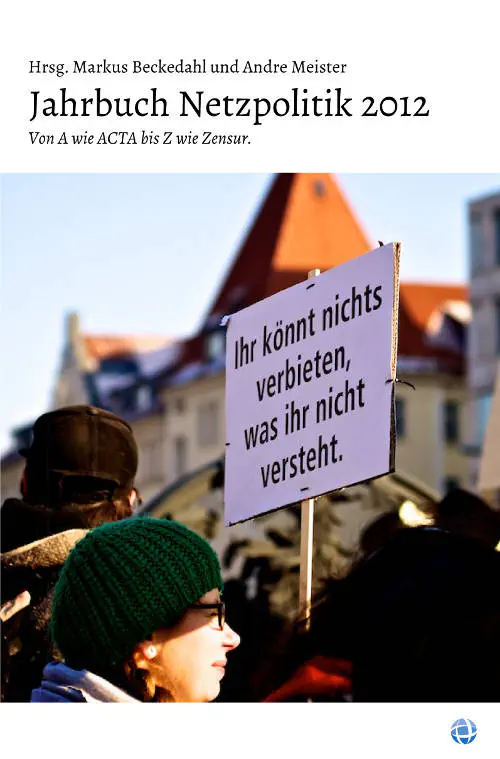 Hrsg. Markus Beckedahl und Andre Meister
Jahrbuch Netzpolitik 2012
Von A wie ACTA bis Z wie Zensur.
Ihr könnt nichts
verbieten,
was ihr nicht
versteht.